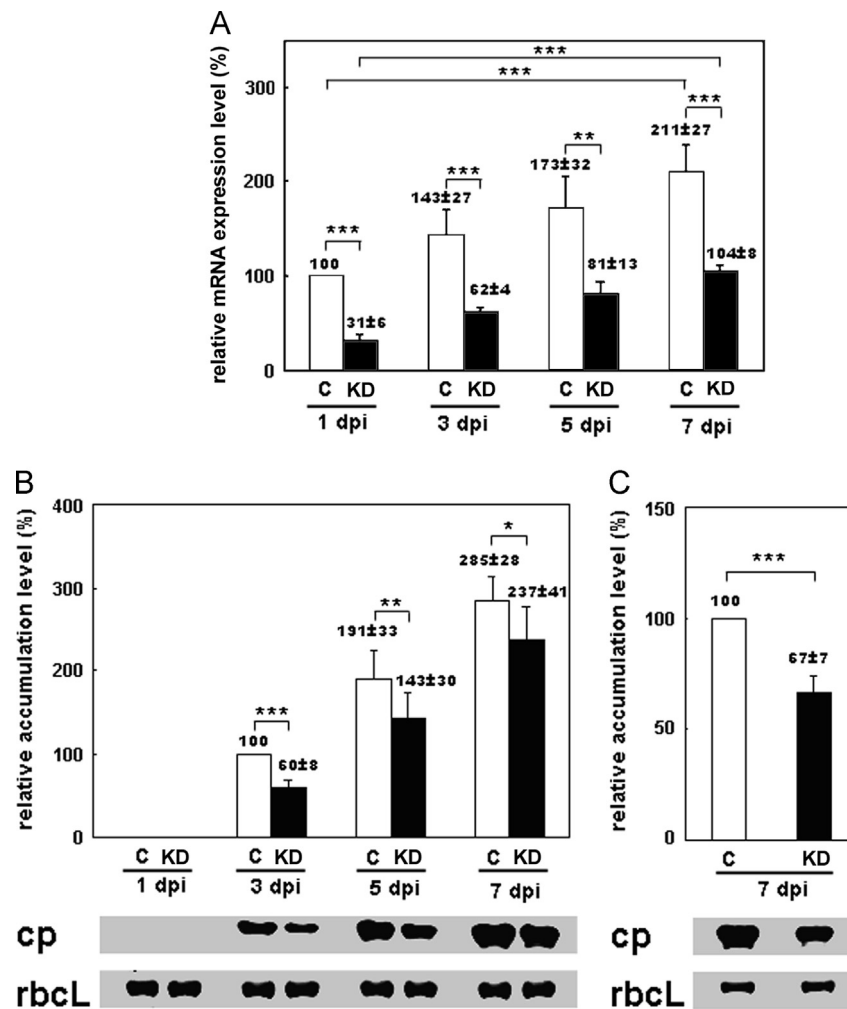 A
relative mRNA expression level (%)
300
200
100
0
***
***
***
***
**
***
100
31±6
143±27
62±4
173±32
81±13
211±27
104±8
C KD C KD C KD C KD
1 dpi 3 dpi 5 dpi 7 dpi
B
relative accumulation level (%)
400
300
200
100
0
***
**
*
100
60±8
191±33
143±30
285±28
237±41
C KD C KD C KD C KD
1 dpi 3 dpi 5 dpi 7 dpi
cp
rbcL
C
relative accumulation level (%)
150
100
50
0
***
100
67±7
C KD
7 dpi
cp
rbcL